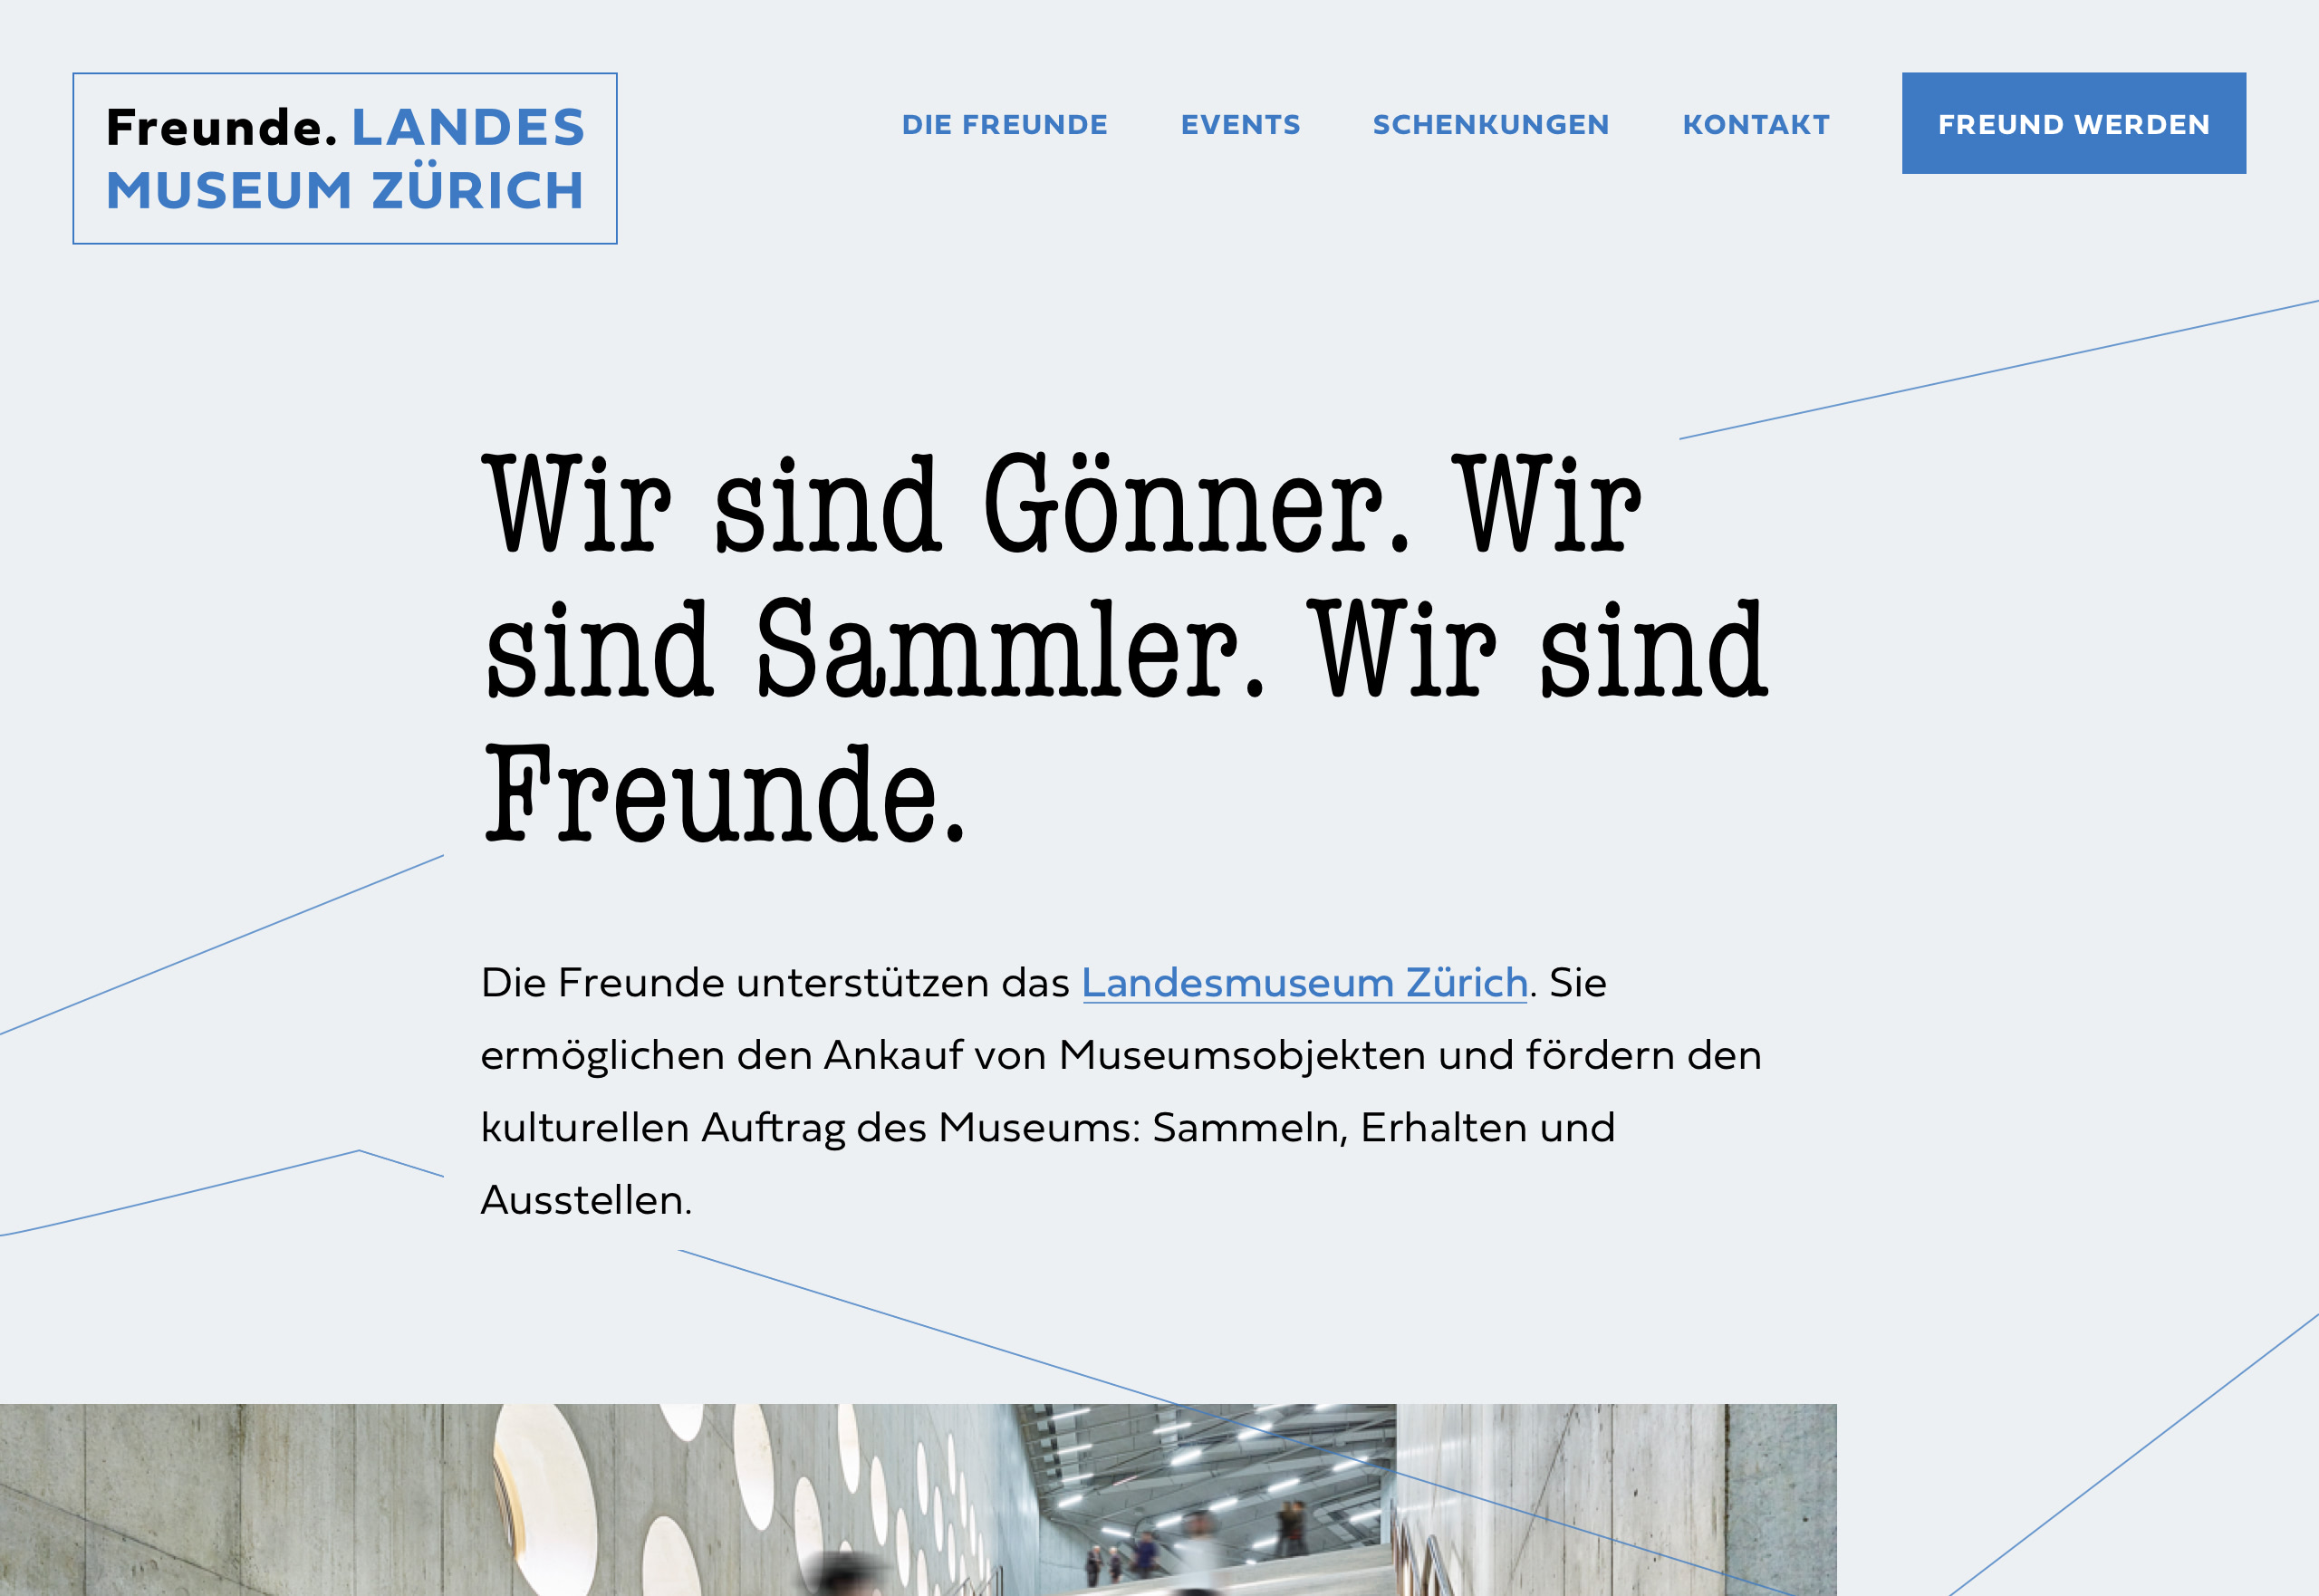 Freunde. LANDES
MUSEUM ZÜRICH
DIE FREUNDE
EVENTS
SCHENKUNGEN
KONTAKT
FREUND WERDEN
Wir sind Gönner. Wir
sind Sammler. Wir sind
Freunde.
Die Freunde unterstützen das Landesmuseum Zürich. Sie
ermöglichen den Ankauf von Museumsobjekten und fördern den
kulturellen Auftrag des Museums: Sammeln, Erhalten und
Ausstellen.